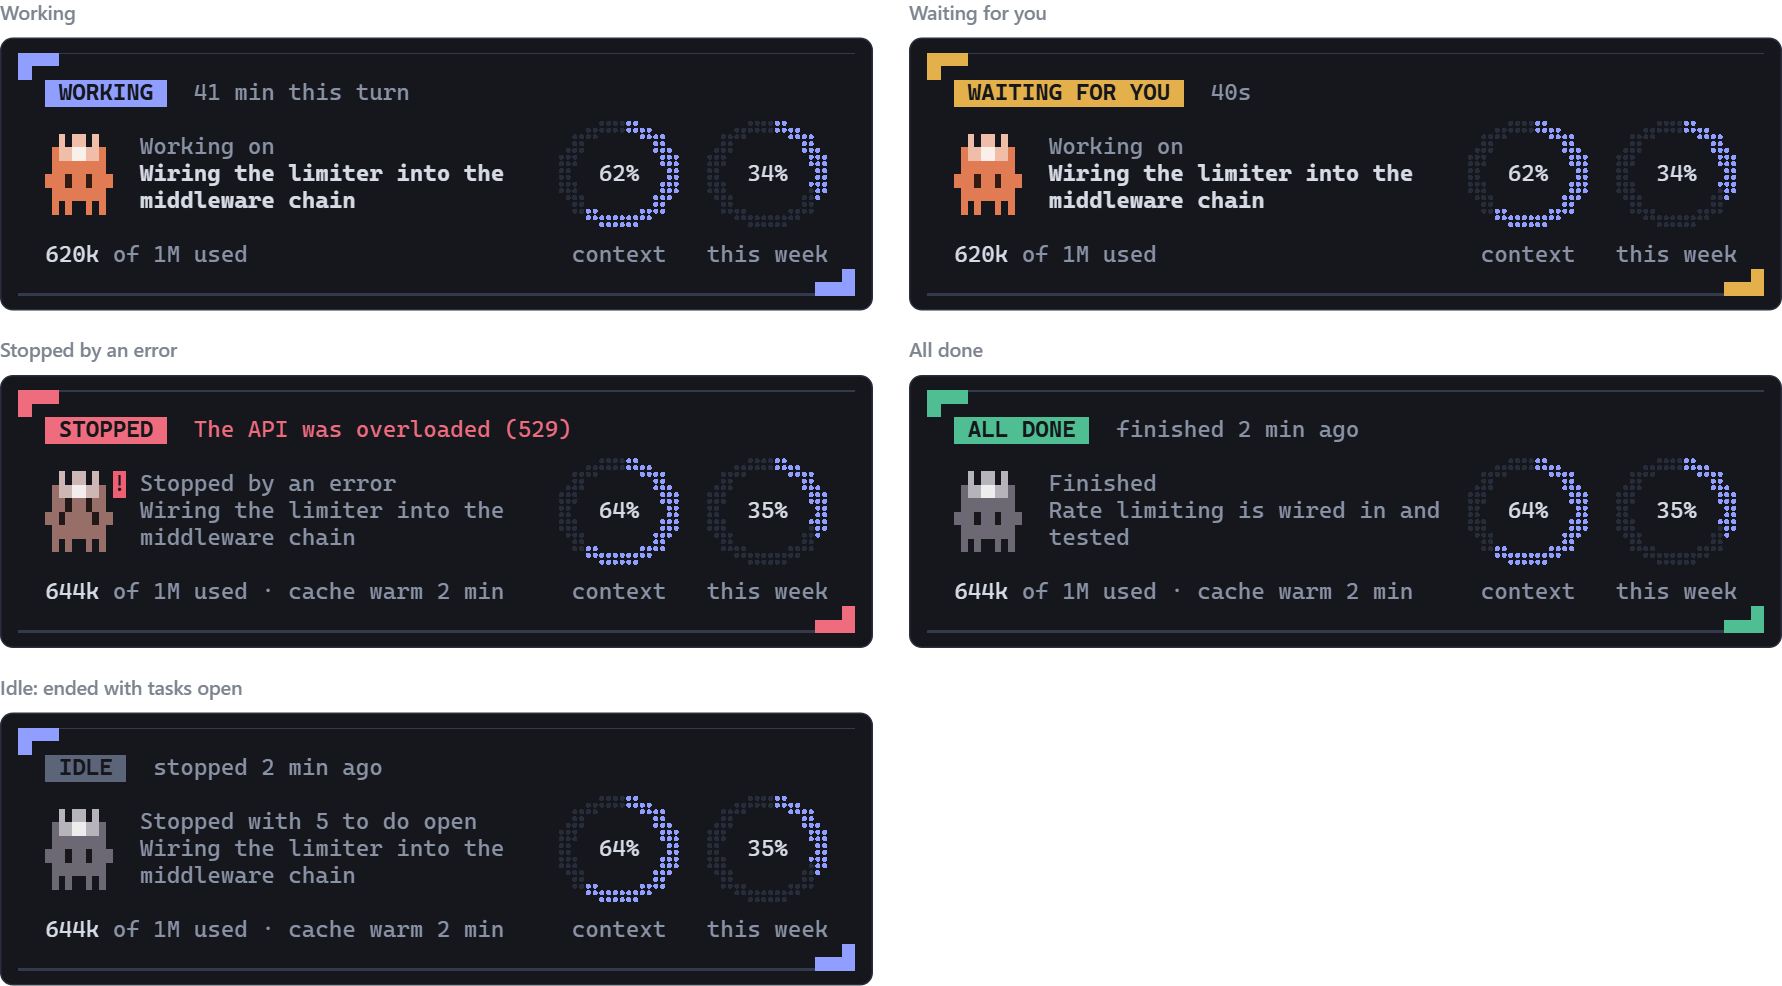 Working
WORKING 41 min this turn
Working on
Wiring the limiter into the
middleware chain
62%
34%
620k of 1M used
context
this week
Waiting for you
WAITING FOR YOU 40s
Working on
Wiring the limiter into the
middleware chain
62%
34%
620k of 1M used
context
this week
Stopped by an error
STOPPED The API was overloaded (529)
!
Stopped by an error
Wiring the limiter into the
middleware chain
64%
35%
644k of 1M used · cache warm 2 min
context
this week
All done
ALL DONE finished 2 min ago
Finished
Rate limiting is wired in and
tested
64%
35%
644k of 1M used · cache warm 2 min
context
this week
Idle: ended with tasks open
IDLE stopped 2 min ago
Stopped with 5 to do open
Wiring the limiter into the
middleware chain
64%
35%
644k of 1M used · cache warm 2 min
context
this week